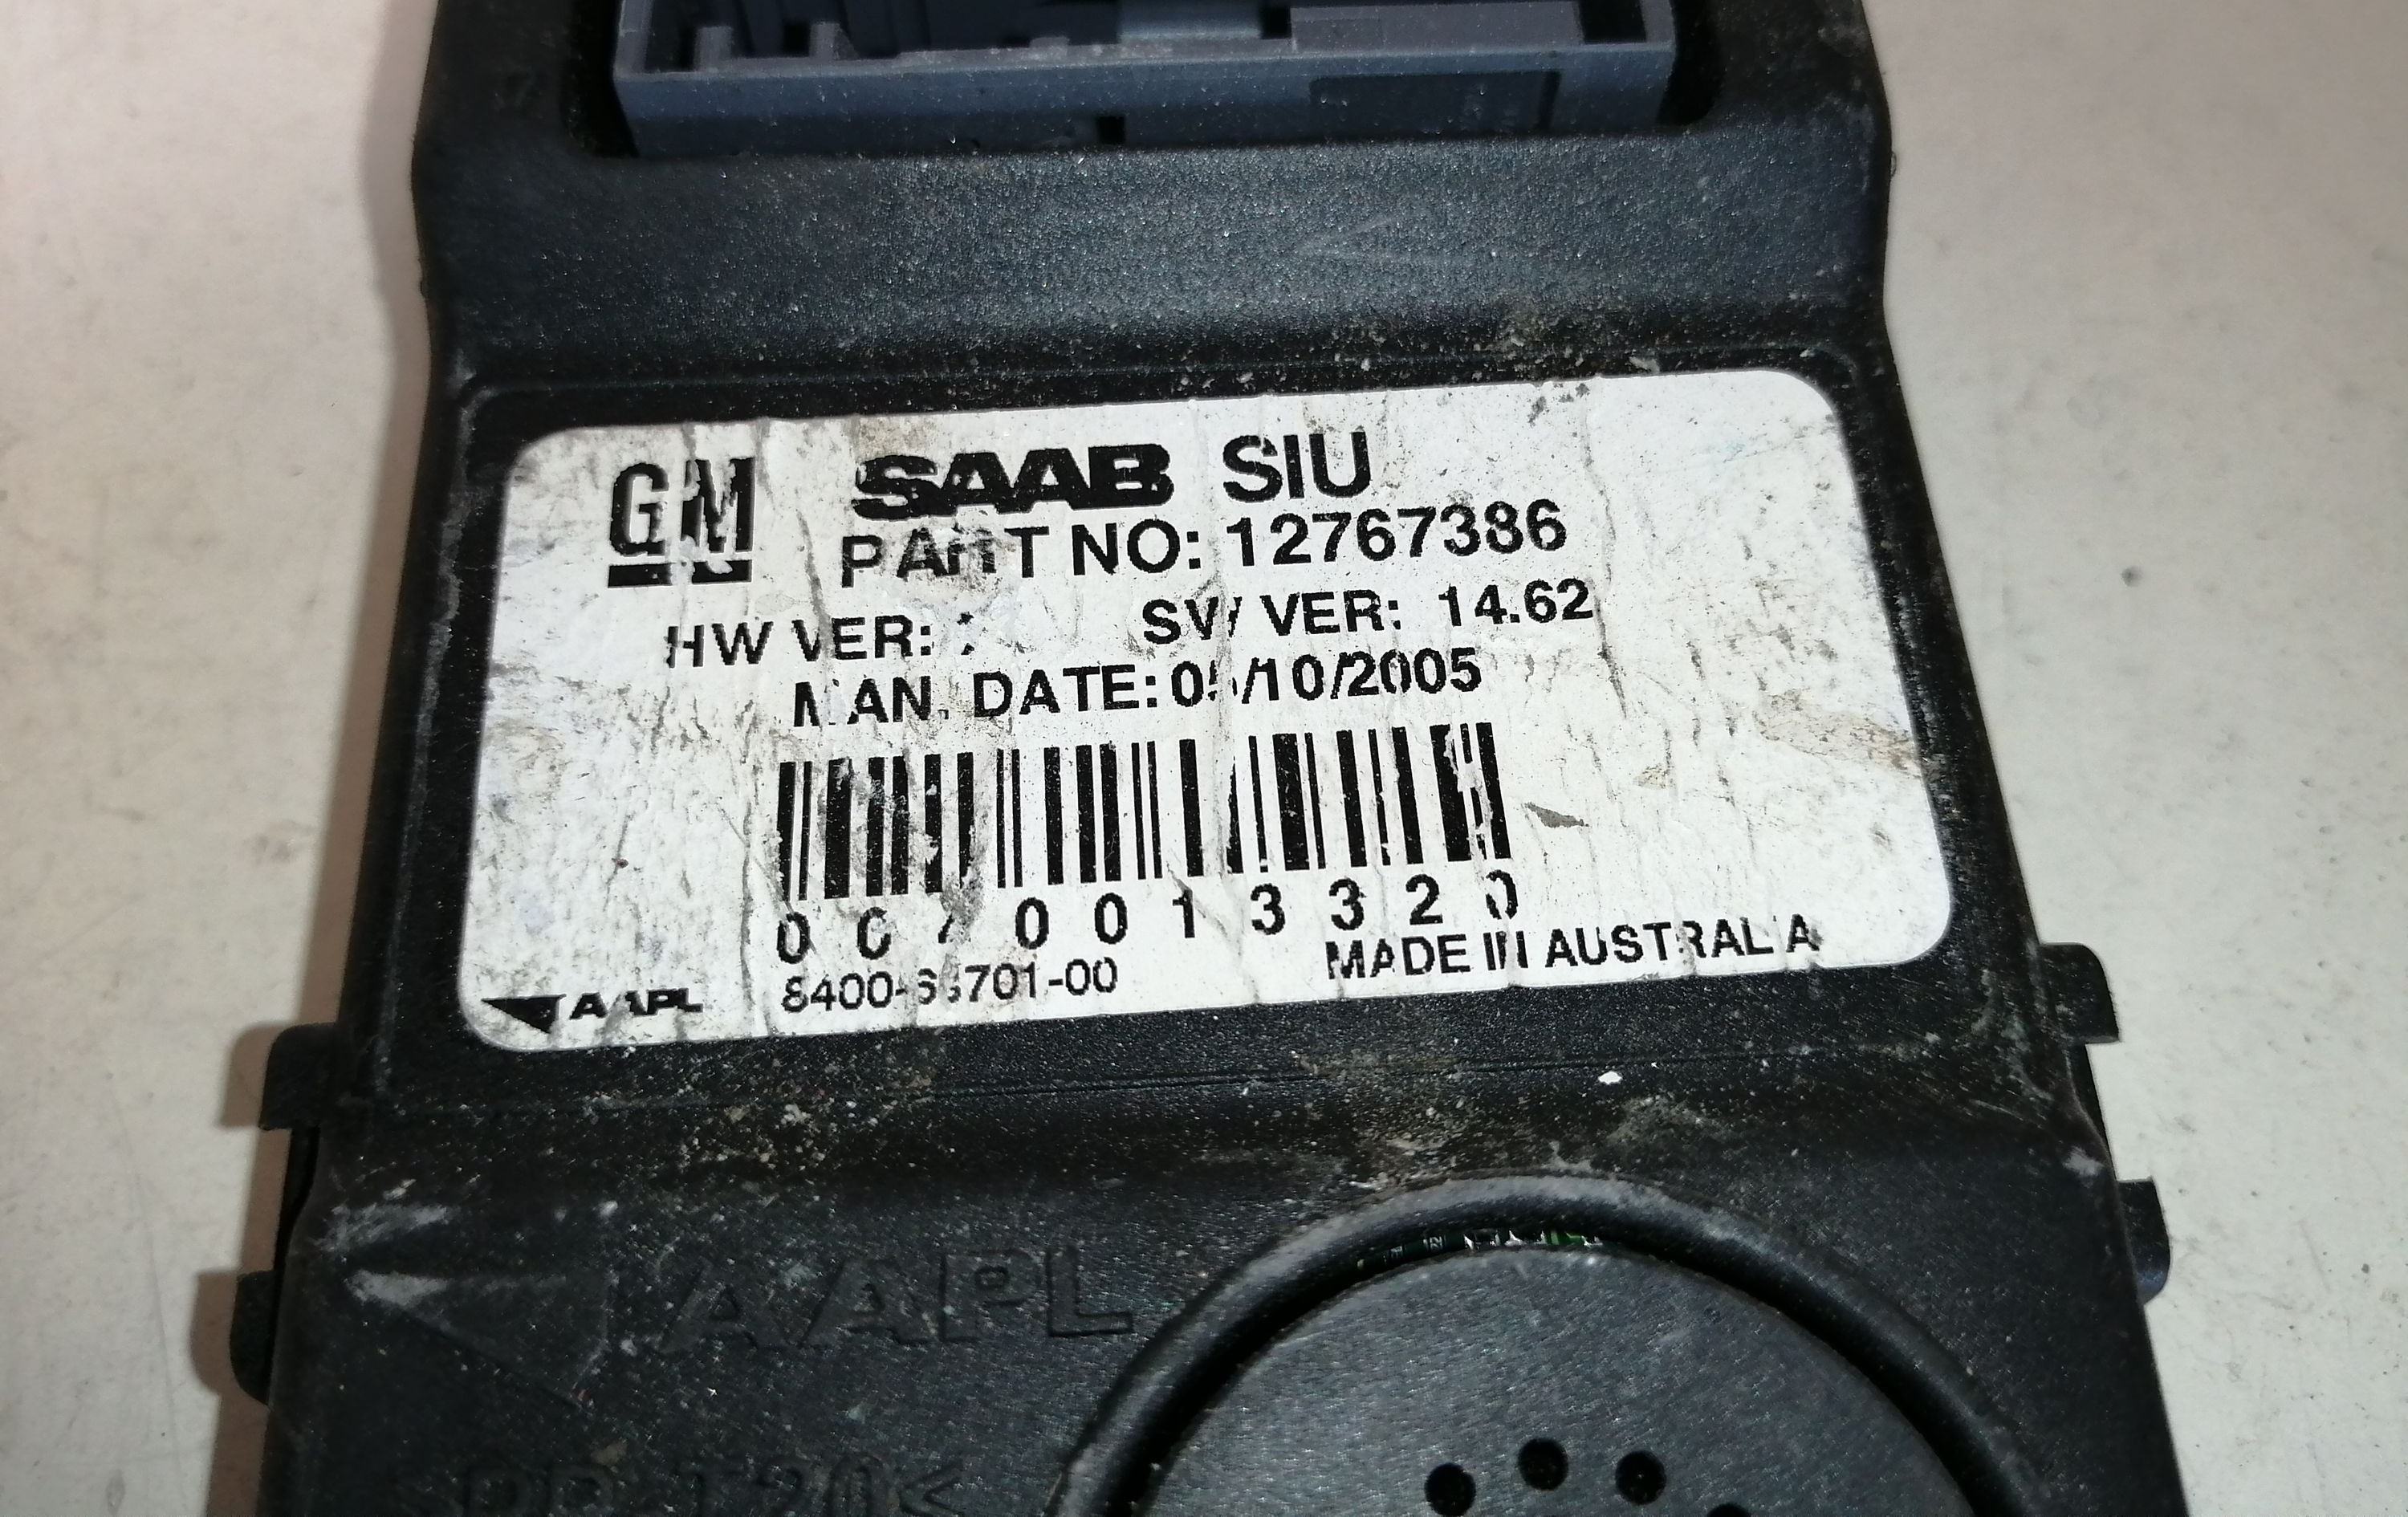 GM SAAB SIU
PART NO: 12767386
HW VER: SW VER: 14.62
MAN. DATE: 05/10/2005
MADE IN AUSTRALIA
AAPL
AAPL